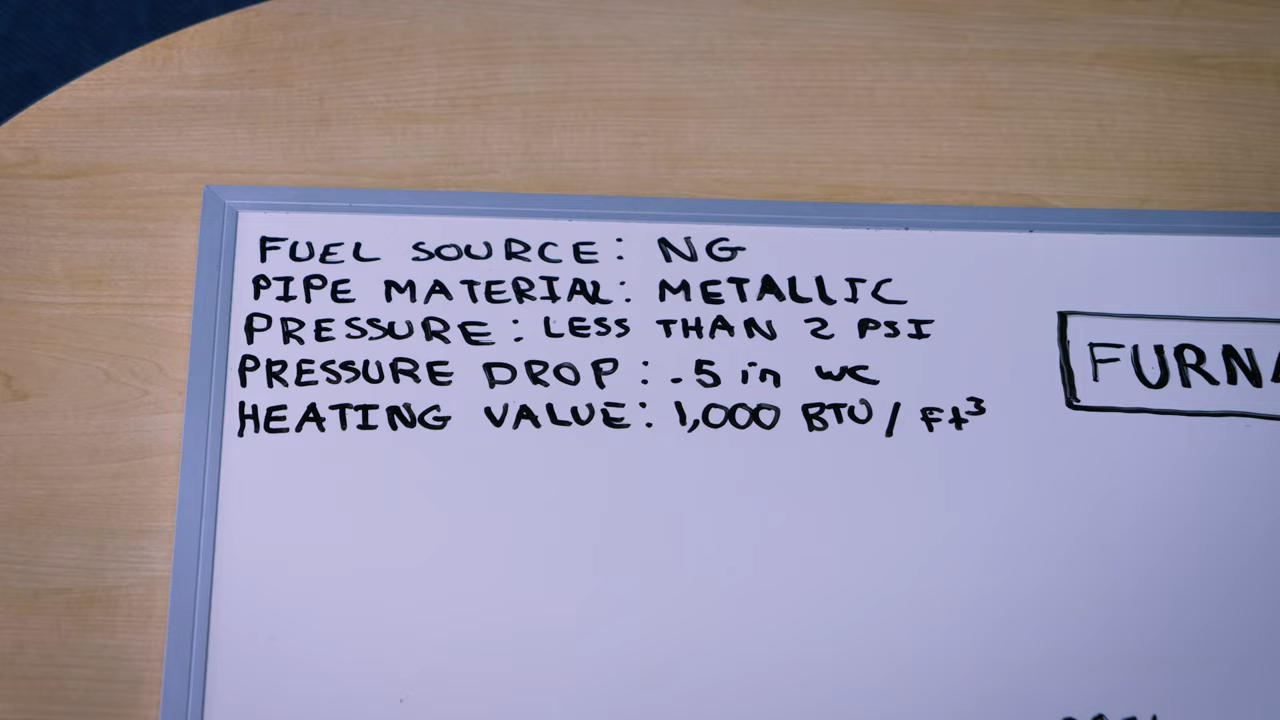 FUEL SOURCE: NG
PIPE MATERIAL: METALLIC
PRESSURE: LESS THAN 2 PSI
PRESSURE DROP: .5 in wc
HEATING VALUE: 1,000 BTU / Ft³
FURNA